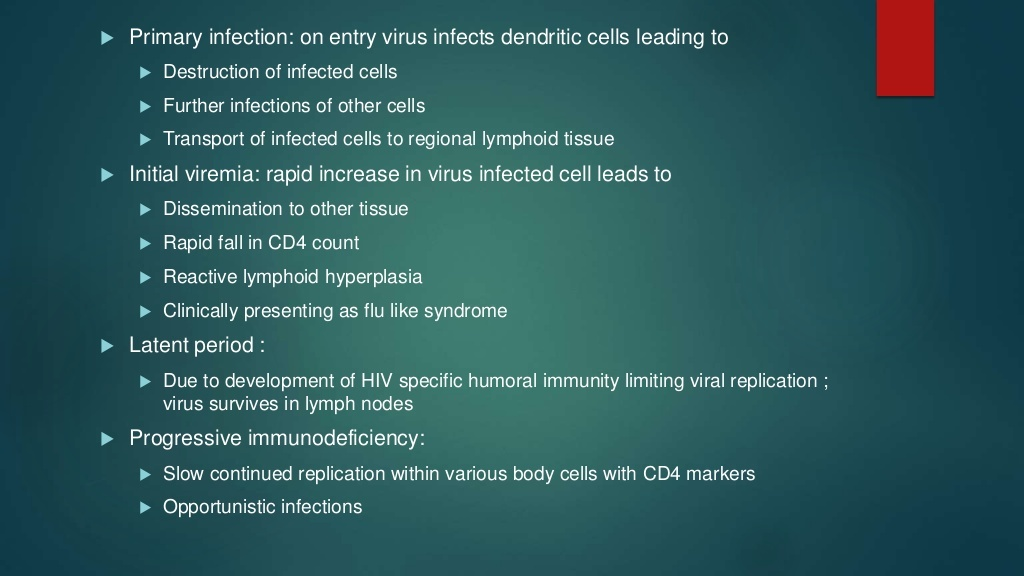 Primary infection: on entry virus infects dendritic cells leading to
Destruction of infected cells
Further infections of other cells
Transport of infected cells to regional lymphoid tissue
Initial viremia: rapid increase in virus infected cell leads to
Dissemination to other tissue
Rapid fall in CD4 count
Reactive lymphoid hyperplasia
Clinically presenting as flu like syndrome
Latent period :
Due to development of HIV specific humoral immunity limiting viral replication ;
virus survives in lymph nodes
Progressive immunodeficiency:
Slow continued replication within various body cells with CD4 markers
Opportunistic infections